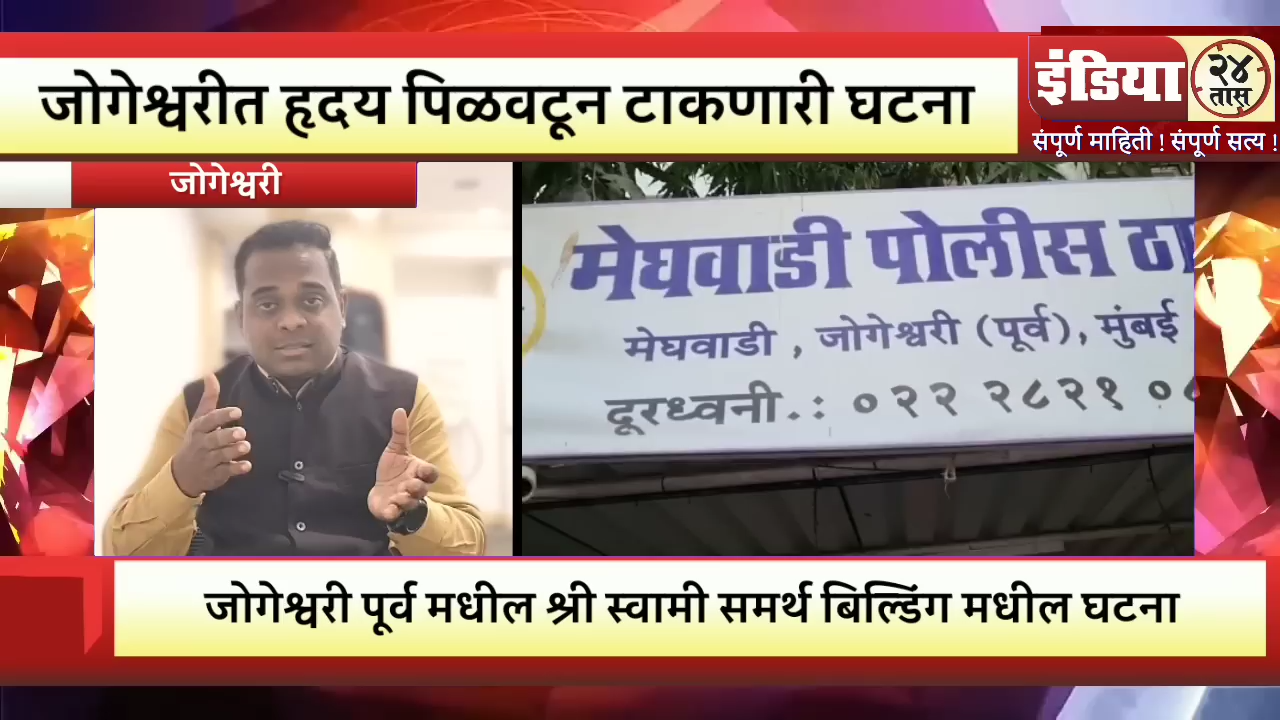 जोगेश्वरीत हृदय पिळवटून टाकणारी घटना
इंडिया
२४
तास
संपूर्ण माहिती ! संपूर्ण सत्य !
जोगेश्वरी
मेघवाडी पोलीस
मेघवाडी , जोगेश्वरी (पूर्व), मुंबई
दूरध्वनी.: ०२२ २८२१
जोगेश्वरी पूर्व मधील श्री स्वामी समर्थ बिल्डिंग मधील घटना